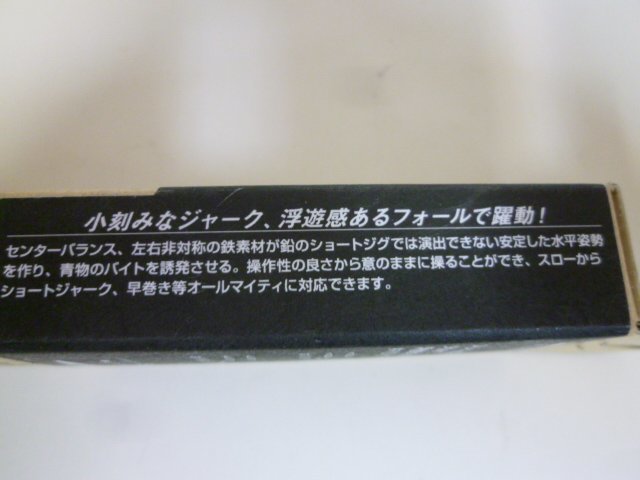 小刻みなジャーク、浮遊感あるフォールで躍動！
センターバランス、左右非対称の鉄素材が鉛のショートジグでは演出できない安定した水平姿勢
を作り、青物のバイトを誘発させる。操作性の良さから意のままに操ることができ、スローから
ショートジャーク、早巻き等オールマイティに対応できます。